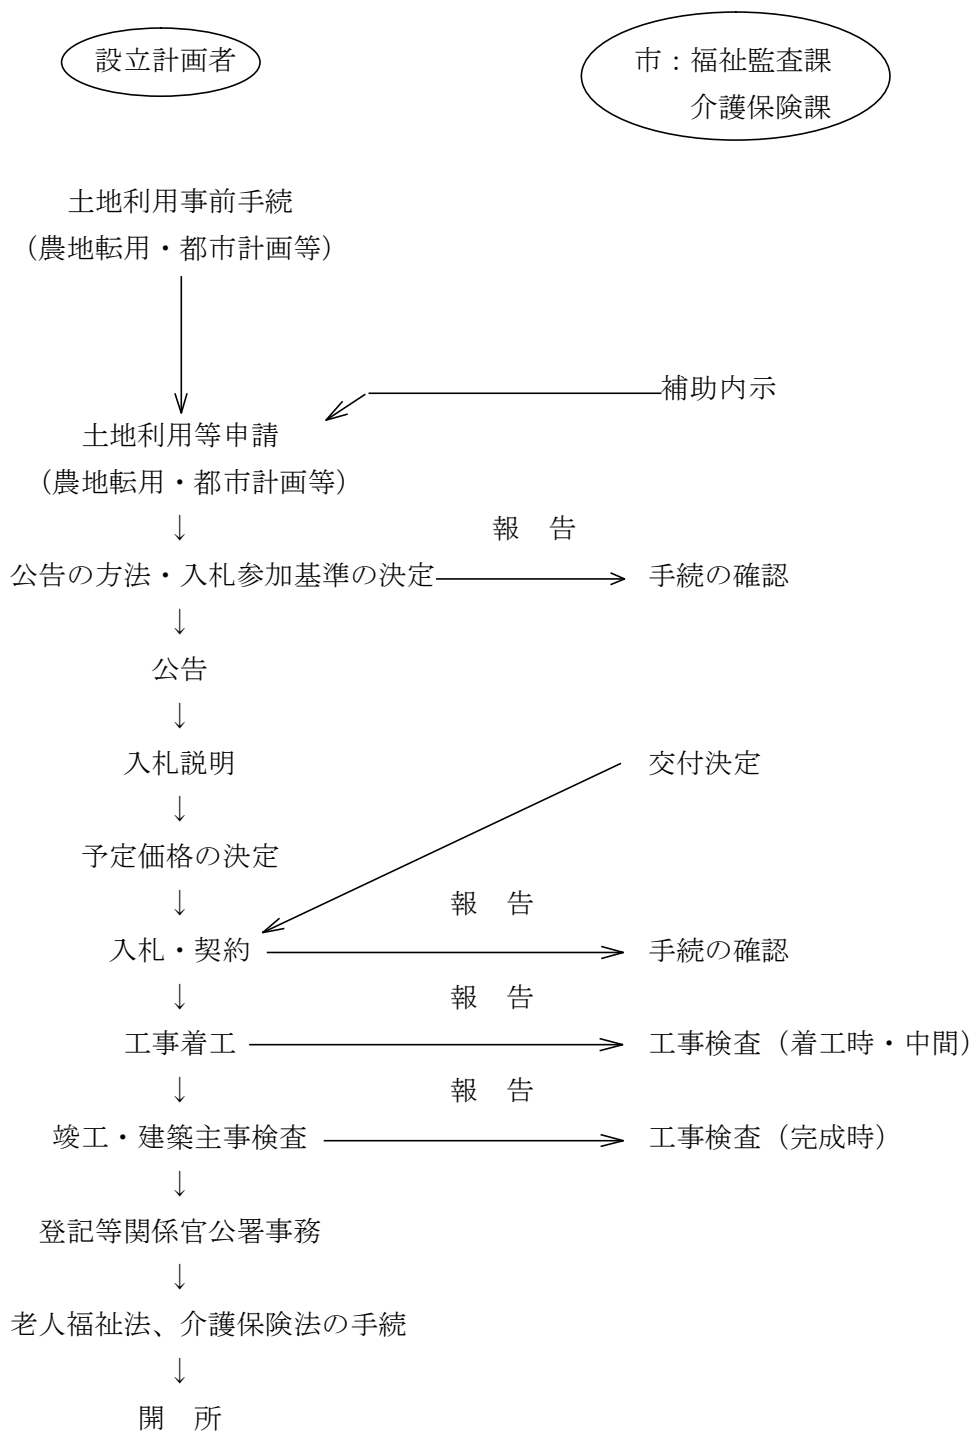 設立計画者
市：福祉監査課
介護保険課
土地利用事前手続
（農地転用・都市計画等）
補助内示
土地利用等申請
（農地転用・都市計画等）
↓
報　告
公告の方法・入札参加基準の決定
手続の確認
↓
公告
↓
入札説明
交付決定
↓
予定価格の決定
↓
報　告
入札・契約
手続の確認
↓
報　告
工事着工
工事検査（着工時・中間）
↓
報　告
竣工・建築主事検査
工事検査（完成時）
↓
登記等関係官公署事務
↓
老人福祉法、介護保険法の手続
↓
開　所